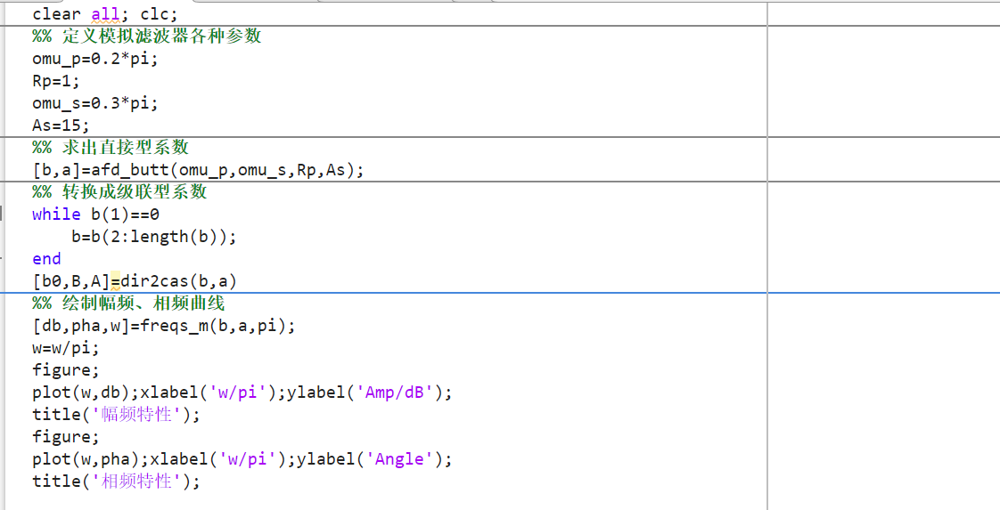 clear all; clc;
%% 定义模拟滤波器各种参数
omu_p=0.2*pi;
Rp=1;
omu_s=0.3*pi;
As=15;
%% 求出直接型系数
[b,a]=afd_butt(omu_p,omu_s,Rp,As);
%% 转换成级联型系数
while b(1)==0
    b=b(2:length(b));
end
[b0,B,A]=dir2cas(b,a)
%% 绘制幅频、相频曲线
[db,pha,w]=freqs_m(b,a,pi);
w=w/pi;
figure;
plot(w,db);xlabel('w/pi');ylabel('Amp/dB');
title('幅频特性');
figure;
plot(w,pha);xlabel('w/pi');ylabel('Angle');
title('相频特性');